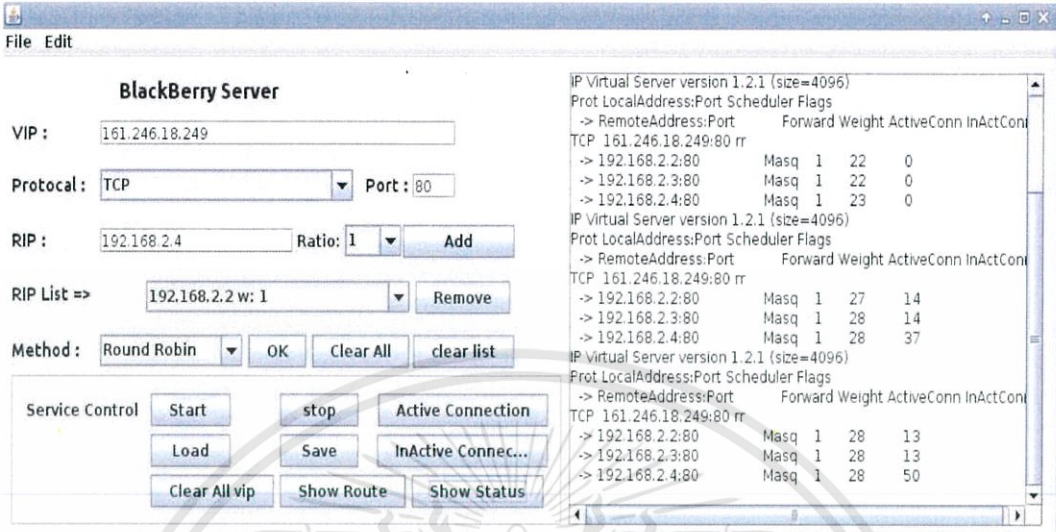 File Edit
BlackBerry Server
VIP : 161.246.18.249
Protocal : TCP Port : 80
RIP : 192.168.2.4 Ratio: 1 Add
RIP List => 192.168.2.2 w: 1 Remove
Method : Round Robin OK Clear All clear list
Service Control Start stop Active Connection
Load Save InActive Connec...
Clear All vip Show Route Show Status
IP Virtual Server version 1.2.1 (size=4096)
Prot LocalAddress:Port Scheduler Flags
-> RemoteAddress:Port Forward Weight ActiveConn InActConn
TCP 161.246.18.249:80 rr
-> 192.168.2.2:80 Masq 1 22 0
-> 192.168.2.3:80 Masq 1 22 0
-> 192.168.2.4:80 Masq 1 23 0
IP Virtual Server version 1.2.1 (size=4096)
Prot LocalAddress:Port Scheduler Flags
-> RemoteAddress:Port Forward Weight ActiveConn InActConn
TCP 161.246.18.249:80 rr
-> 192.168.2.2:80 Masq 1 27 14
-> 192.168.2.3:80 Masq 1 28 14
-> 192.168.2.4:80 Masq 1 28 37
IP Virtual Server version 1.2.1 (size=4096)
Prot LocalAddress:Port Scheduler Flags
-> RemoteAddress:Port Forward Weight ActiveConn InActConn
TCP 161.246.18.249:80 rr
-> 192.168.2.2:80 Masq 1 28 13
-> 192.168.2.3:80 Masq 1 28 13
-> 192.168.2.4:80 Masq 1 28 50